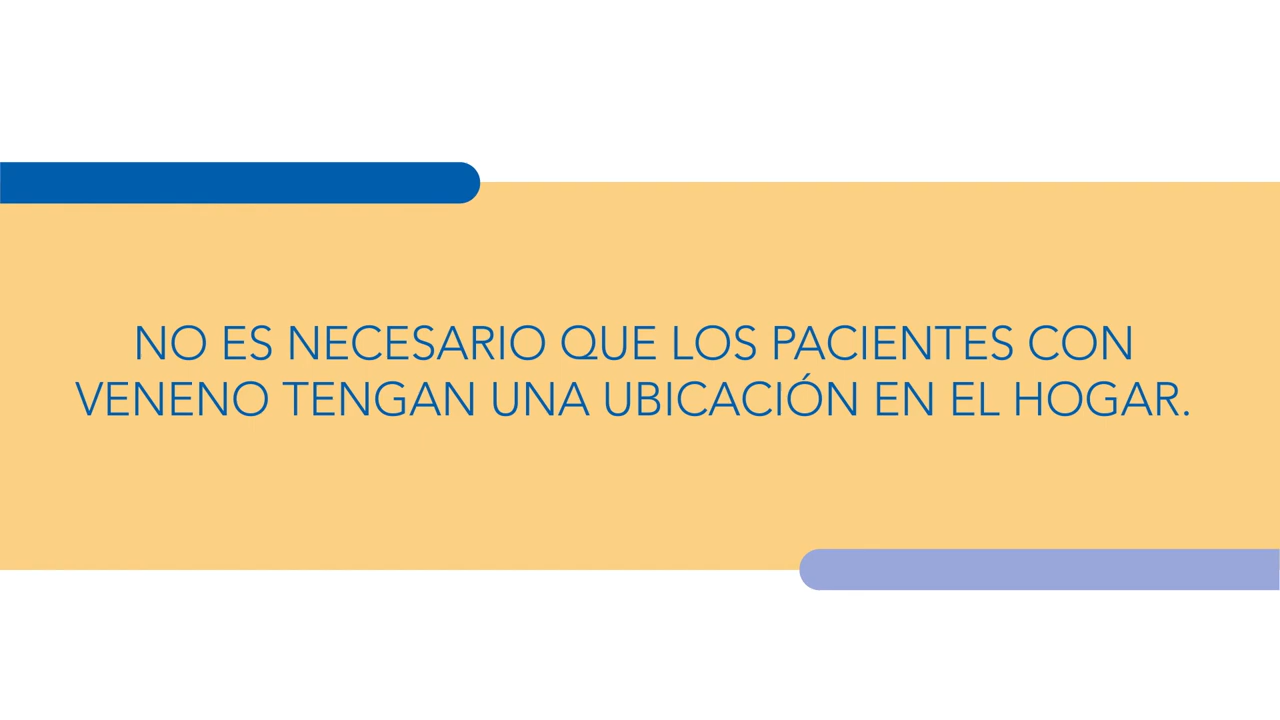 NO ES NECESARIO QUE LOS PACIENTES CON
VENENO TENGAN UNA UBICACIÓN EN EL HOGAR.